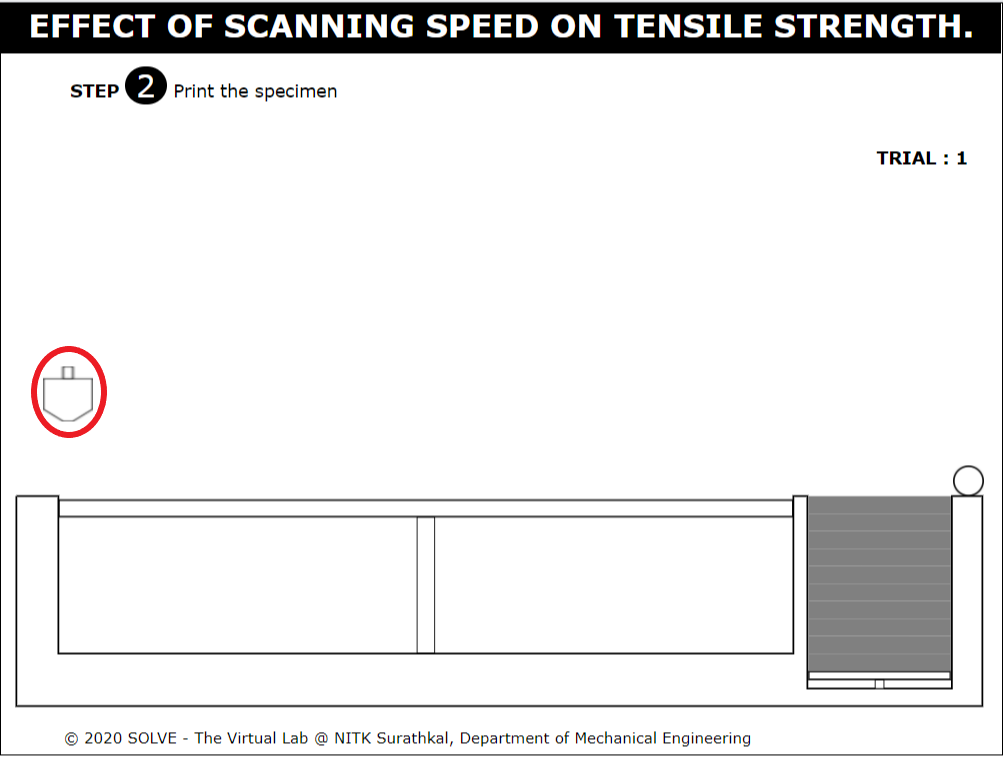 EFFECT OF SCANNING SPEED ON TENSILE STRENGTH.
STEP 2 Print the specimen
TRIAL : 1
© 2020 SOLVE - The Virtual Lab @ NITK Surathkal, Department of Mechanical Engineering